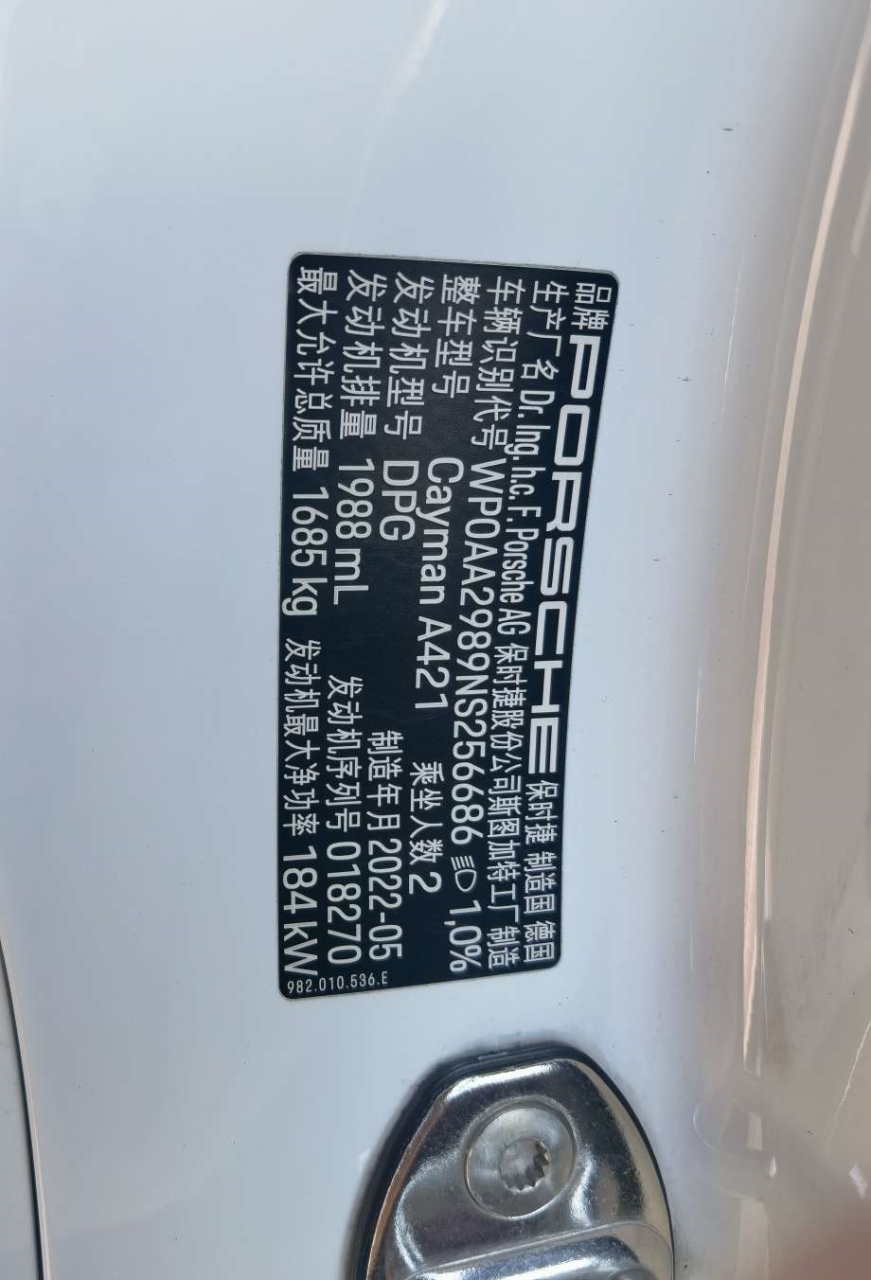 品牌 PORSCHE 保时捷 制造国 德国
生产厂名 Dr. Ing. h.c. F. Porsche AG 保时捷股份公司斯图加特工厂制造
车辆识别代号 WP0AA2989NS256686 1,0%
整车型号 Cayman A421 乘坐人数 2
发动机型号 DPG 制造年月 2022-05
发动机排量 1988 mL 发动机序列号 018270
最大允许总质量 1685 kg 发动机最大净功率 184 kW
982.010.536.E